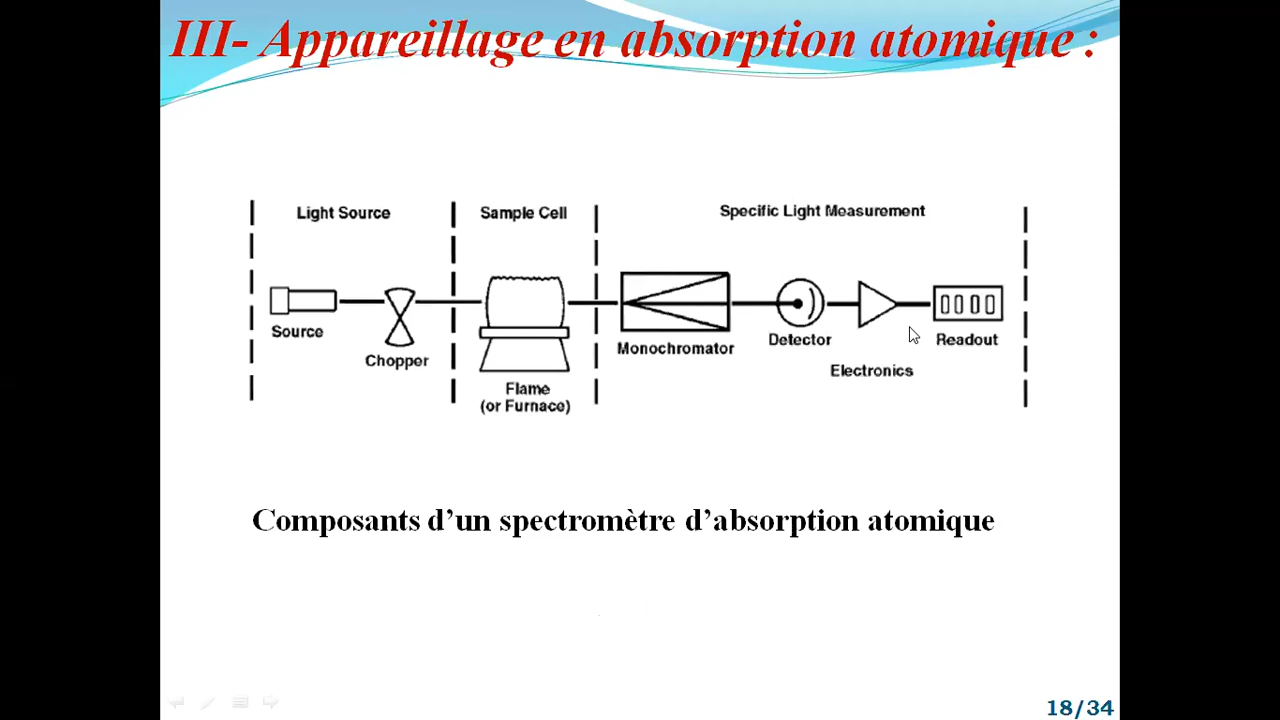 III- Appareillage en absorption atomique :
Light Source
Sample Cell
Specific Light Measurement
Source
Chopper
Flame
(or Furnace)
Monochromator
Detector
Electronics
Readout
Composants d’un spectromètre d’absorption atomique
18/34